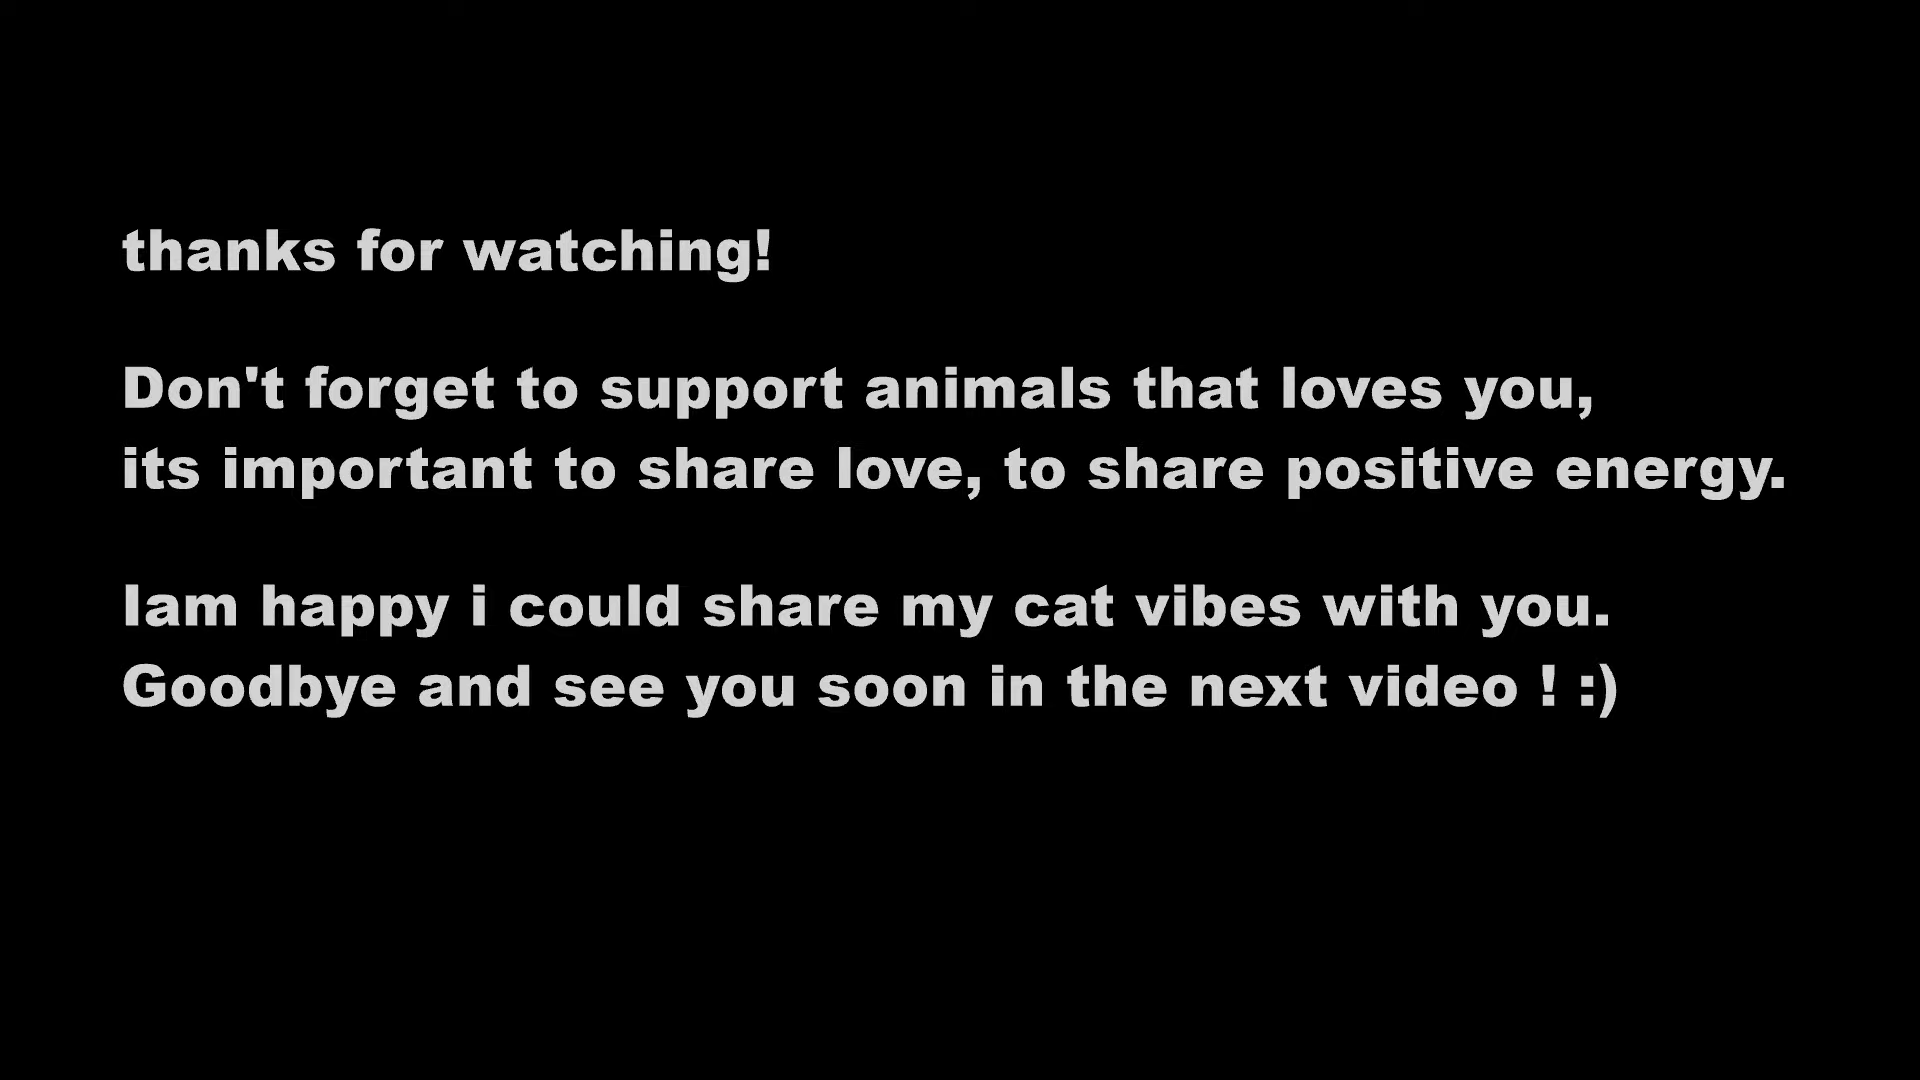 thanks for watching!
Don't forget to support animals that loves you,
its important to share love, to share positive energy.
Iam happy i could share my cat vibes with you.
Goodbye and see you soon in the next video ! :)